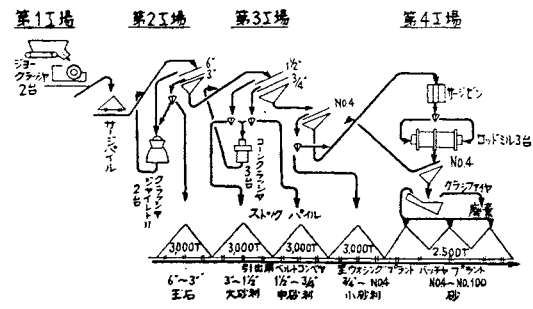 第1工場
第2工場
第3工場
第4工場
ジョークラッシャ
2台
サージパイル
6"
3"
ジャイレトリクラッシャ
2台
1½"
¾"
コーンクラッシャ
3台
No.4
サージビン
ロッドミル3台
No.4
クラシファイヤ
廃棄
ストックパイル
3,000T
3,000T
3,000T
3,000T
2.500T
引出用ベルトコンベヤ
至ウオシングプラント
バッチャプラント
6"~3"
玉石
3"~1½"
大砂利
1½"~¾"
中砂利
¾"~No.4
小砂利
No.4~No.100
砂